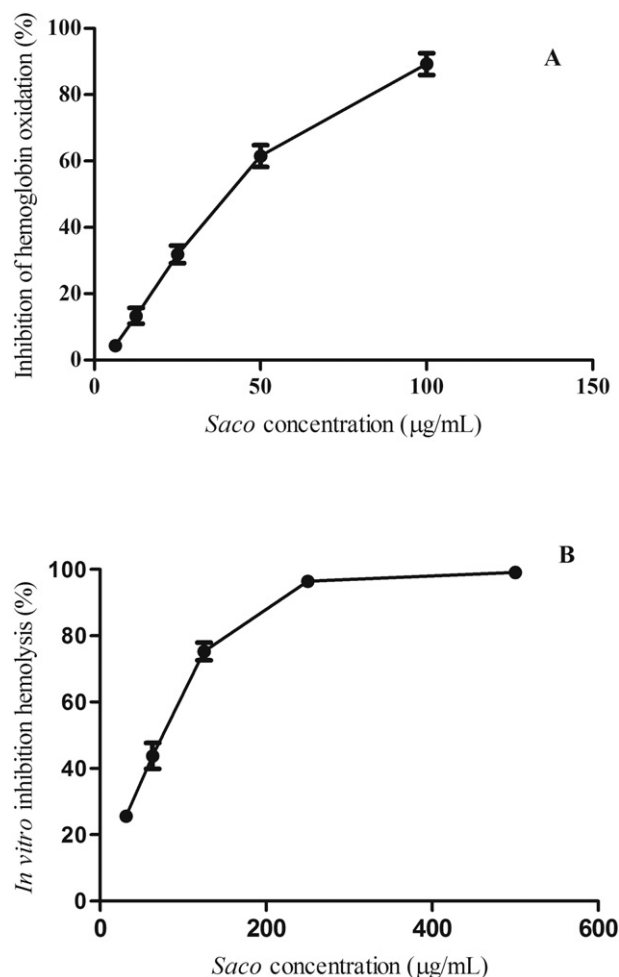 A
Inhibition of hemoglobin oxidation (%)
100
80
60
40
20
0
0 50 100 150
Saco concentration (µg/mL)
B
In vitro inhibition hemolysis (%)
100
80
60
40
20
0
0 200 400 600
Saco concentration (µg/mL)